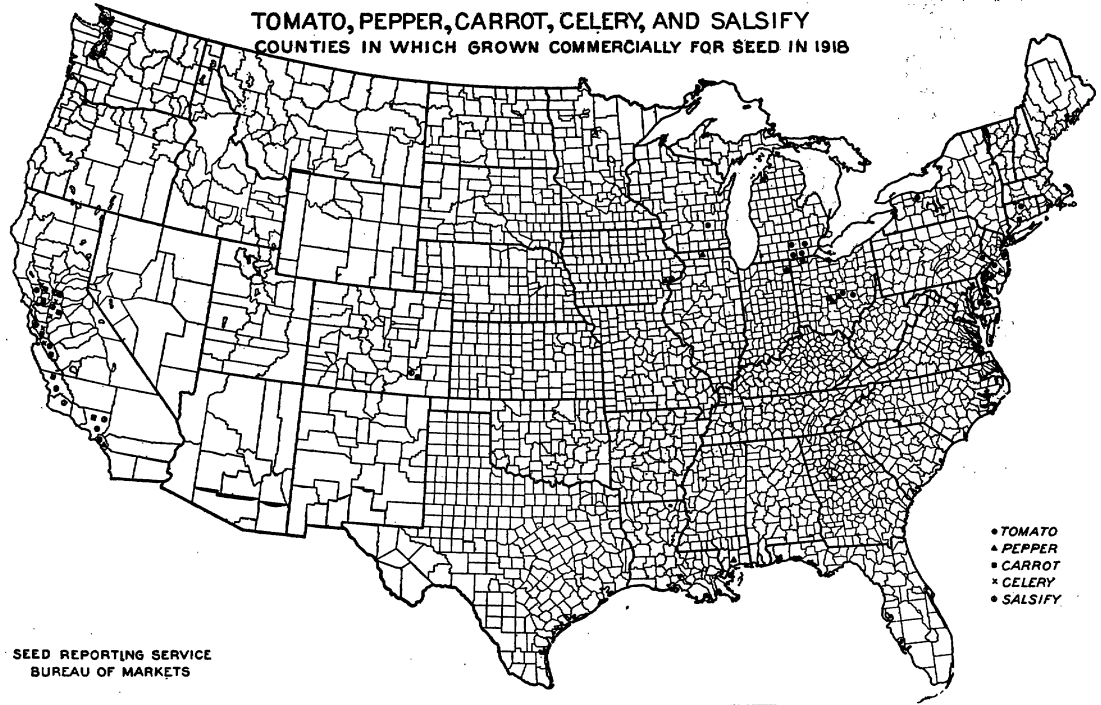 TOMATO, PEPPER, CARROT, CELERY, AND SALSIFY
COUNTIES IN WHICH GROWN COMMERCIALLY FOR SEED IN 1918
TOMATO
PEPPER
CARROT
CELERY
SALSIFY
SEED REPORTING SERVICE
BUREAU OF MARKETS